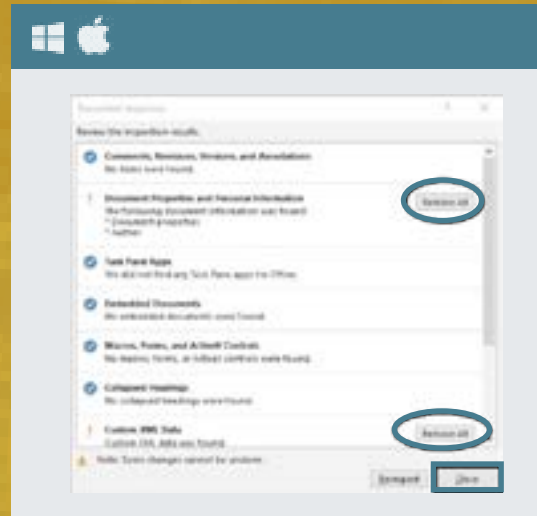 Document Inspector
Review the inspection results.
Comments, Revisions, Versions, and Annotations
No items were found.
Document Properties and Personal Information
Remove All
The following document information was found:
* Document properties
* Author
Task Pane Apps
We did not find any Task Pane apps for Office.
Embedded Documents
No embedded documents were found.
Macros, Forms, and ActiveX Controls
No macros, forms, or ActiveX controls were found.
Collapsed Headings
No collapsed headings were found.
Custom XML Data
Remove All
Custom XML data was found.
Note: Some changes cannot be undone.
Reinspect
Close